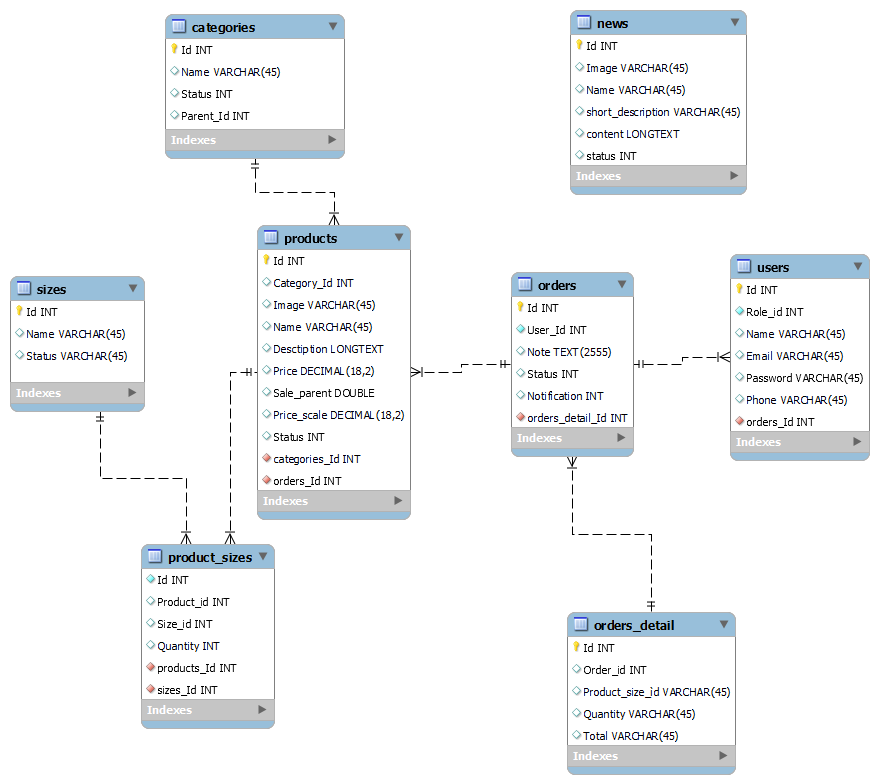 categories
Id INT
Name VARCHAR(45)
Status INT
Parent_Id INT
Indexes
news
Id INT
Image VARCHAR(45)
Name VARCHAR(45)
short_description VARCHAR(45)
content LONGTEXT
status INT
Indexes
products
Id INT
Category_Id INT
Image VARCHAR(45)
Name VARCHAR(45)
Desctiption LONGTEXT
Price DECIMAL(18,2)
Sale_parent DOUBLE
Price_scale DECIMAL(18,2)
Status INT
categories_Id INT
orders_Id INT
Indexes
sizes
Id INT
Name VARCHAR(45)
Status VARCHAR(45)
Indexes
orders
Id INT
User_Id INT
Note TEXT(2555)
Status INT
Notification INT
orders_detail_Id INT
Indexes
users
Id INT
Role_id INT
Name VARCHAR(45)
Email VARCHAR(45)
Password VARCHAR(45)
Phone VARCHAR(45)
orders_Id INT
Indexes
product_sizes
Id INT
Product_id INT
Size_id INT
Quantity INT
products_Id INT
sizes_Id INT
Indexes
orders_detail
Id INT
Order_id INT
Product_size_id VARCHAR(45)
Quantity VARCHAR(45)
Total VARCHAR(45)
Indexes